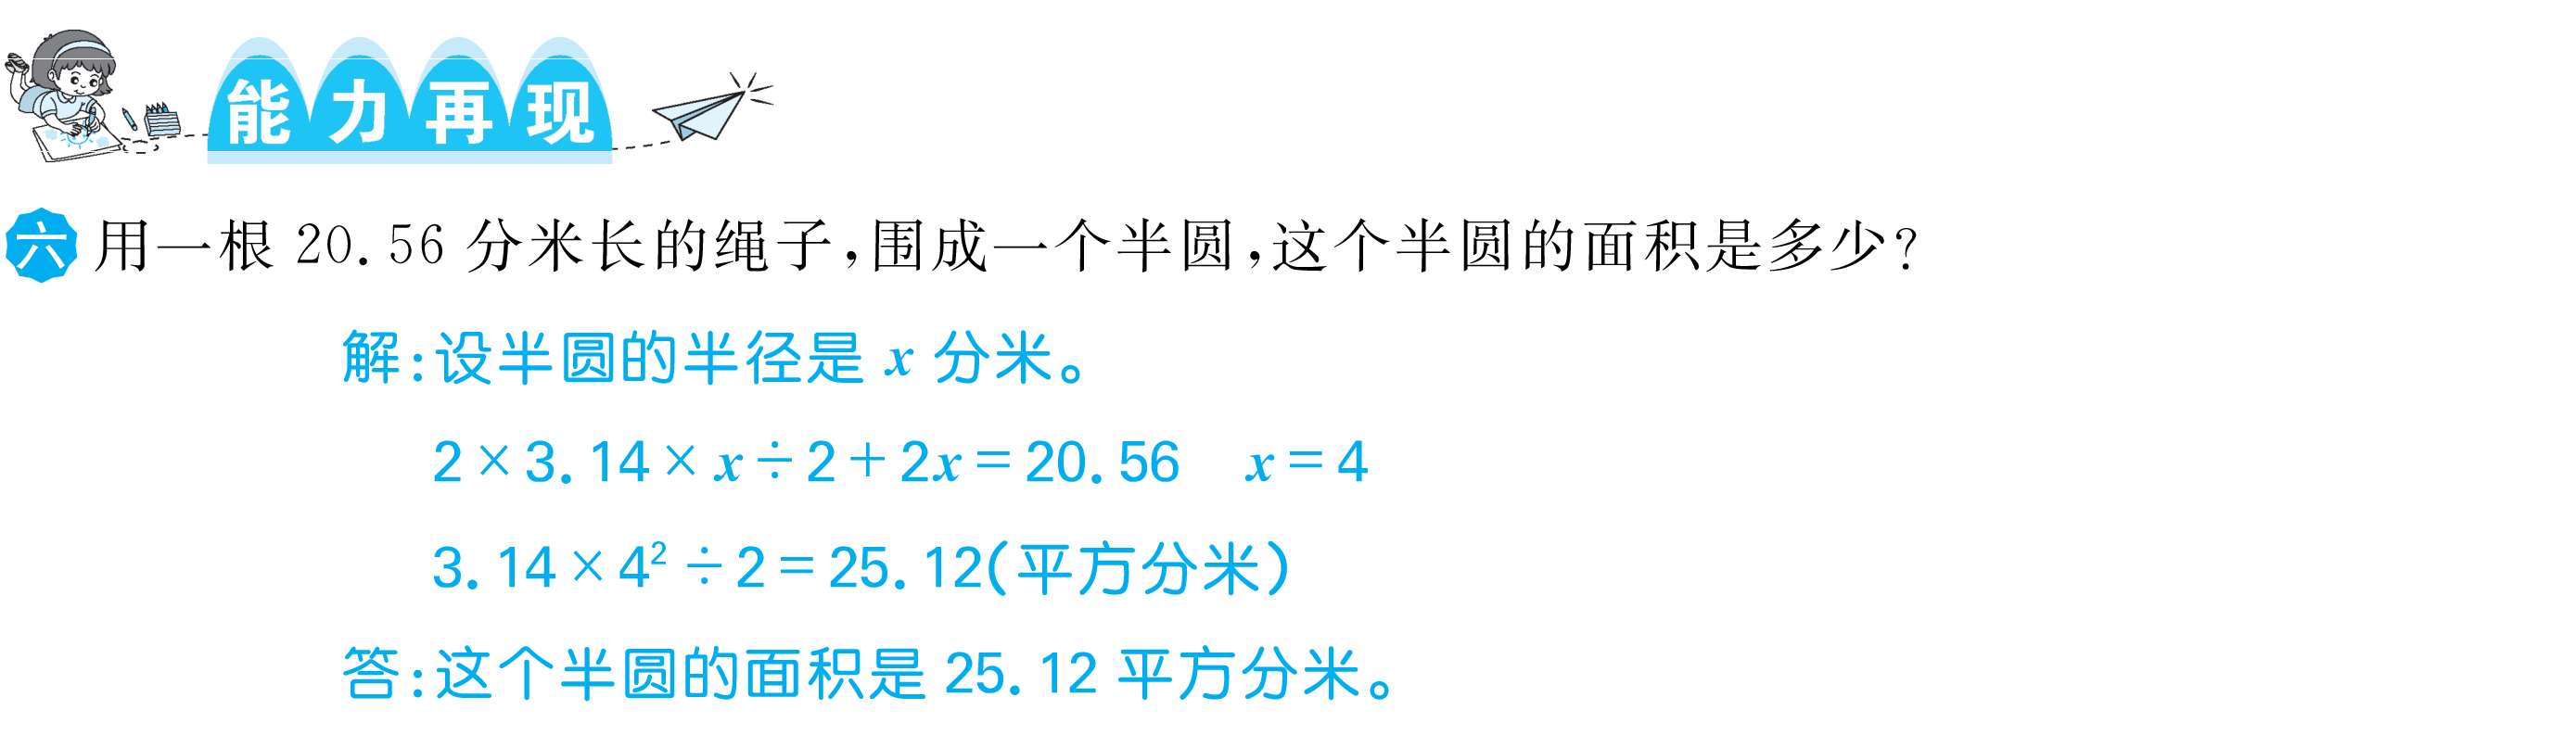 能力再现
六 用一根 20.56 分米长的绳子,围成一个半圆,这个半圆的面积是多少?
解:设半圆的半径是 x 分米。
2×3.14×x÷2+2x=20.56 x=4
3.14×4²÷2=25.12(平方分米)
答:这个半圆的面积是 25.12 平方分米。